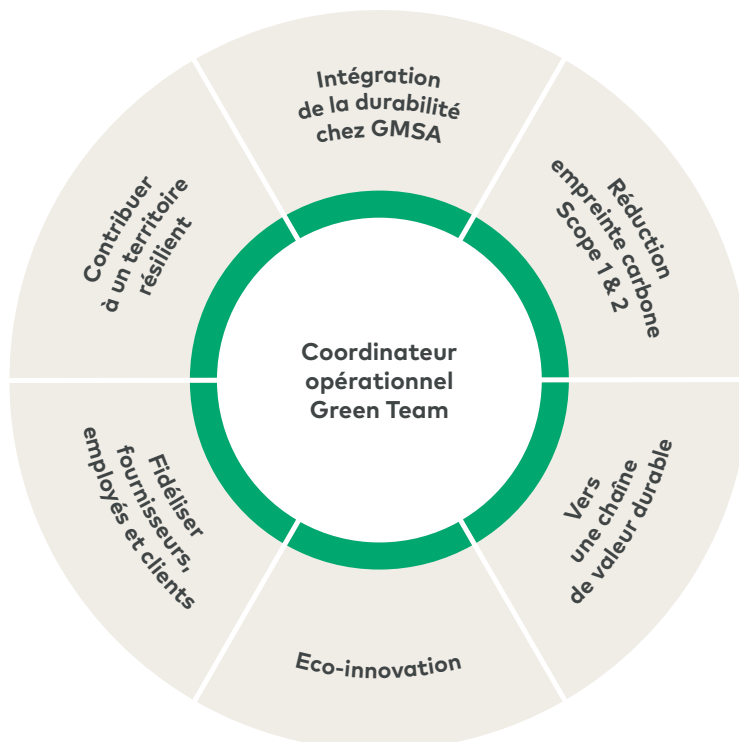 Intégration
de la durabilité
chez GMSA
Réduction
empreinte carbone
Scope 1 & 2
Vers
une chaîne
de valeur durable
Eco-innovation
Fidéliser
fournisseurs,
employés et clients
Contribuer
à un territoire
résilient
Coordinateur
opérationnel
Green Team